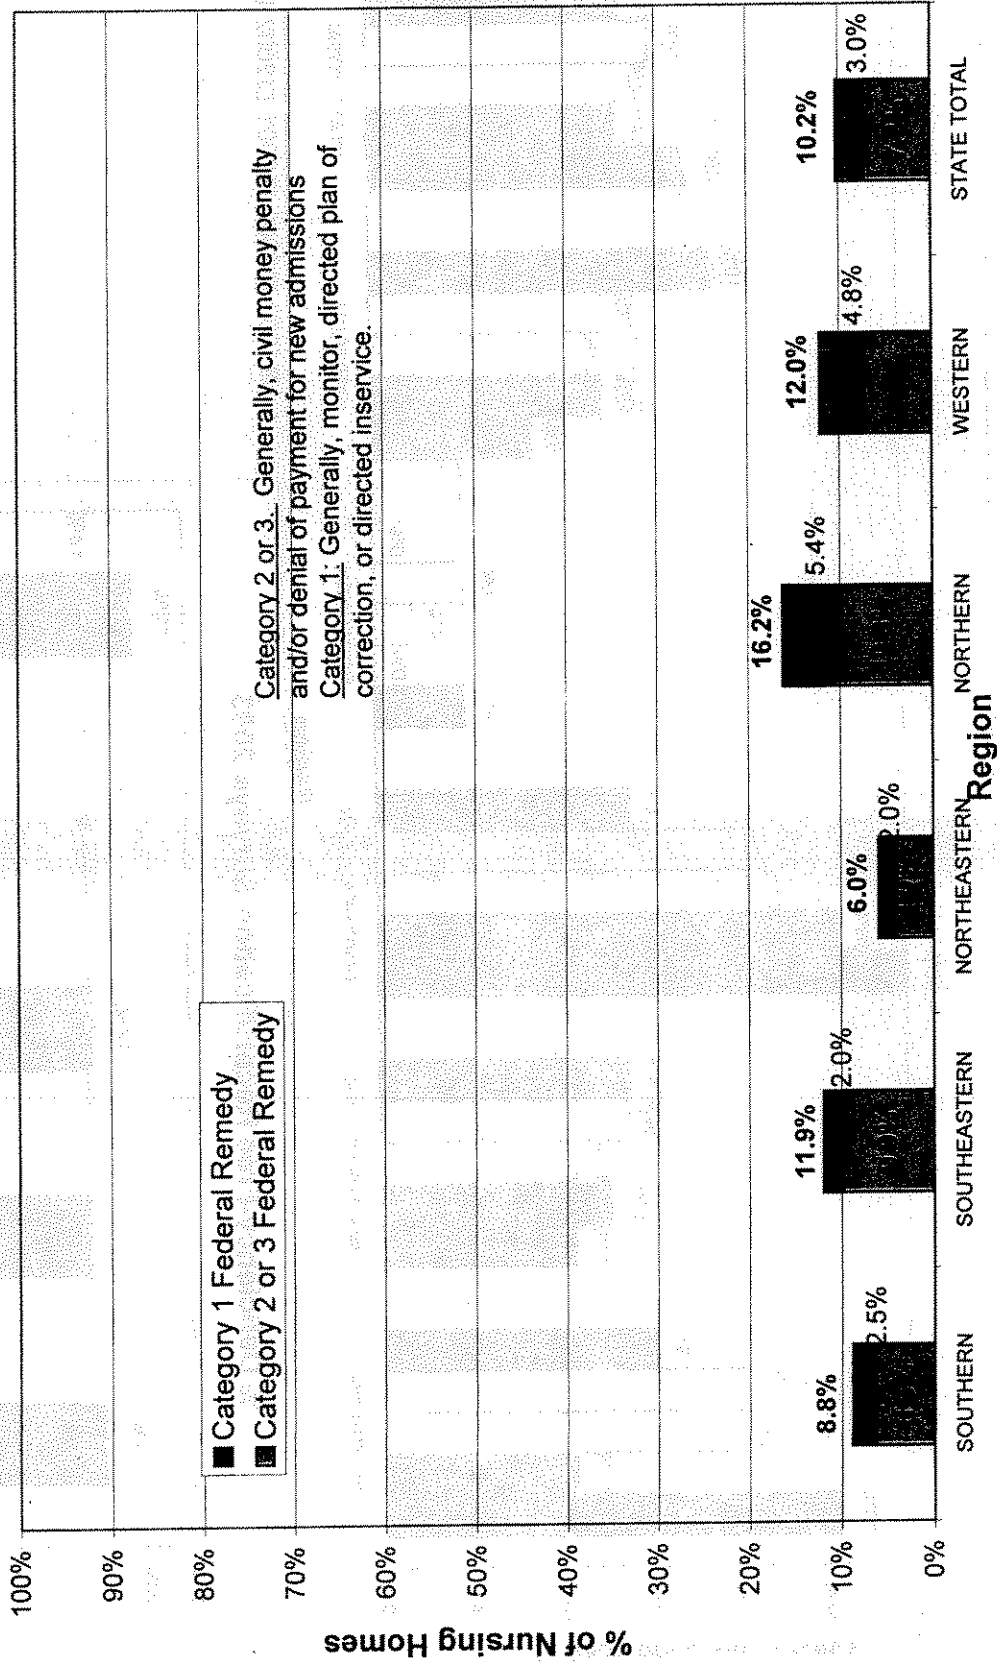 100%
90%
80%
70%
60%
50%
40%
30%
20%
10%
0%
% of Nursing Homes
Category 1 Federal Remedy
Category 2 or 3 Federal Remedy
Category 2 or 3. Generally, civil money penalty
and/or denial of payment for new admissions
Category 1: Generally, monitor, directed plan of
correction, or directed inservice.
8.8%
2.5%
11.9%
2.0%
6.0%
2.0%
16.2%
5.4%
12.0%
4.8%
10.2%
3.0%
SOUTHERN
SOUTHEASTERN
NORTHEASTERN
NORTHERN
WESTERN
STATE TOTAL
Region